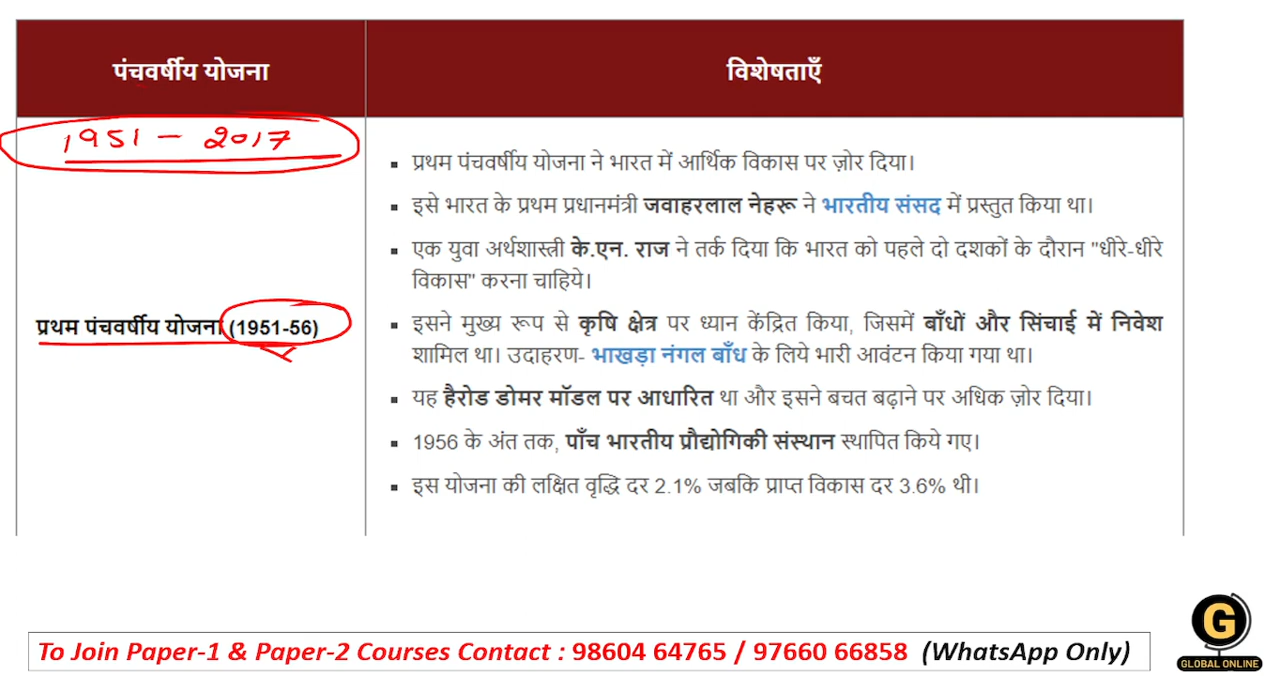 पंचवर्षीय योजना
विशेषताएँ
1951 - 2017
प्रथम पंचवर्षीय योजना (1951-56)
▪ प्रथम पंचवर्षीय योजना ने भारत में आर्थिक विकास पर ज़ोर दिया।
▪ इसे भारत के प्रथम प्रधानमंत्री जवाहरलाल नेहरू ने भारतीय संसद में प्रस्तुत किया था।
▪ एक युवा अर्थशास्त्री के.एन. राज ने तर्क दिया कि भारत को पहले दो दशकों के दौरान "धीरे-धीरे
विकास" करना चाहिये।
▪ इसने मुख्य रूप से कृषि क्षेत्र पर ध्यान केंद्रित किया, जिसमें बाँधों और सिंचाई में निवेश
शामिल था। उदाहरण- भाखड़ा नंगल बाँध के लिये भारी आवंटन किया गया था।
▪ यह हैरोड डोमर मॉडल पर आधारित था और इसने बचत बढ़ाने पर अधिक ज़ोर दिया।
▪ 1956 के अंत तक, पाँच भारतीय प्रौद्योगिकी संस्थान स्थापित किये गए।
▪ इस योजना की लक्षित वृद्धि दर 2.1% जबकि प्राप्त विकास दर 3.6% थी।
To Join Paper-1 & Paper-2 Courses Contact : 98604 64765 / 97660 66858 (WhatsApp Only)
G
GLOBAL ONLINE